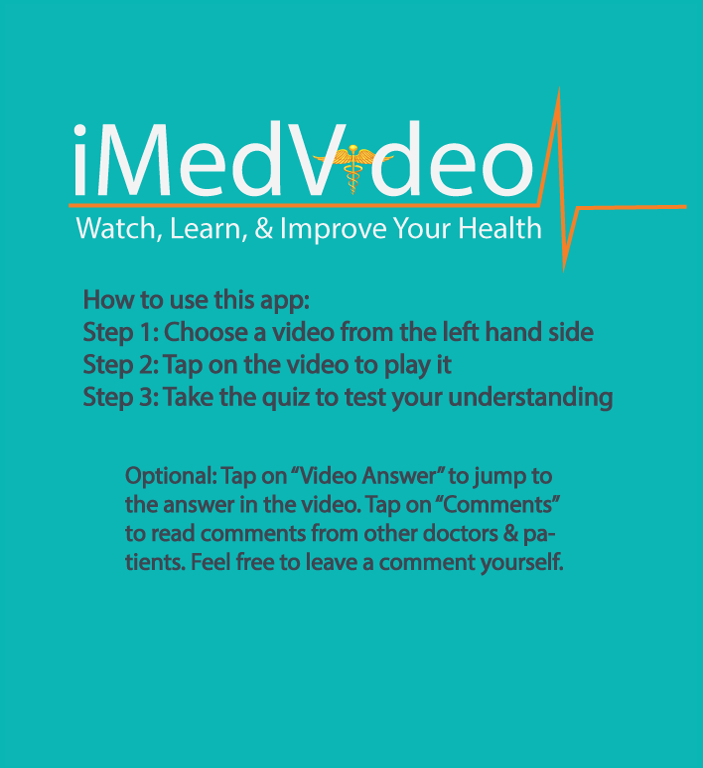 iMedVideo
Watch, Learn, & Improve Your Health
How to use this app:
Step 1: Choose a video from the left hand side
Step 2: Tap on the video to play it
Step 3: Take the quiz to test your understanding
Optional: Tap on “Video Answer” to jump to
the answer in the video. Tap on “Comments”
to read comments from other doctors & pa-
tients. Feel free to leave a comment yourself.